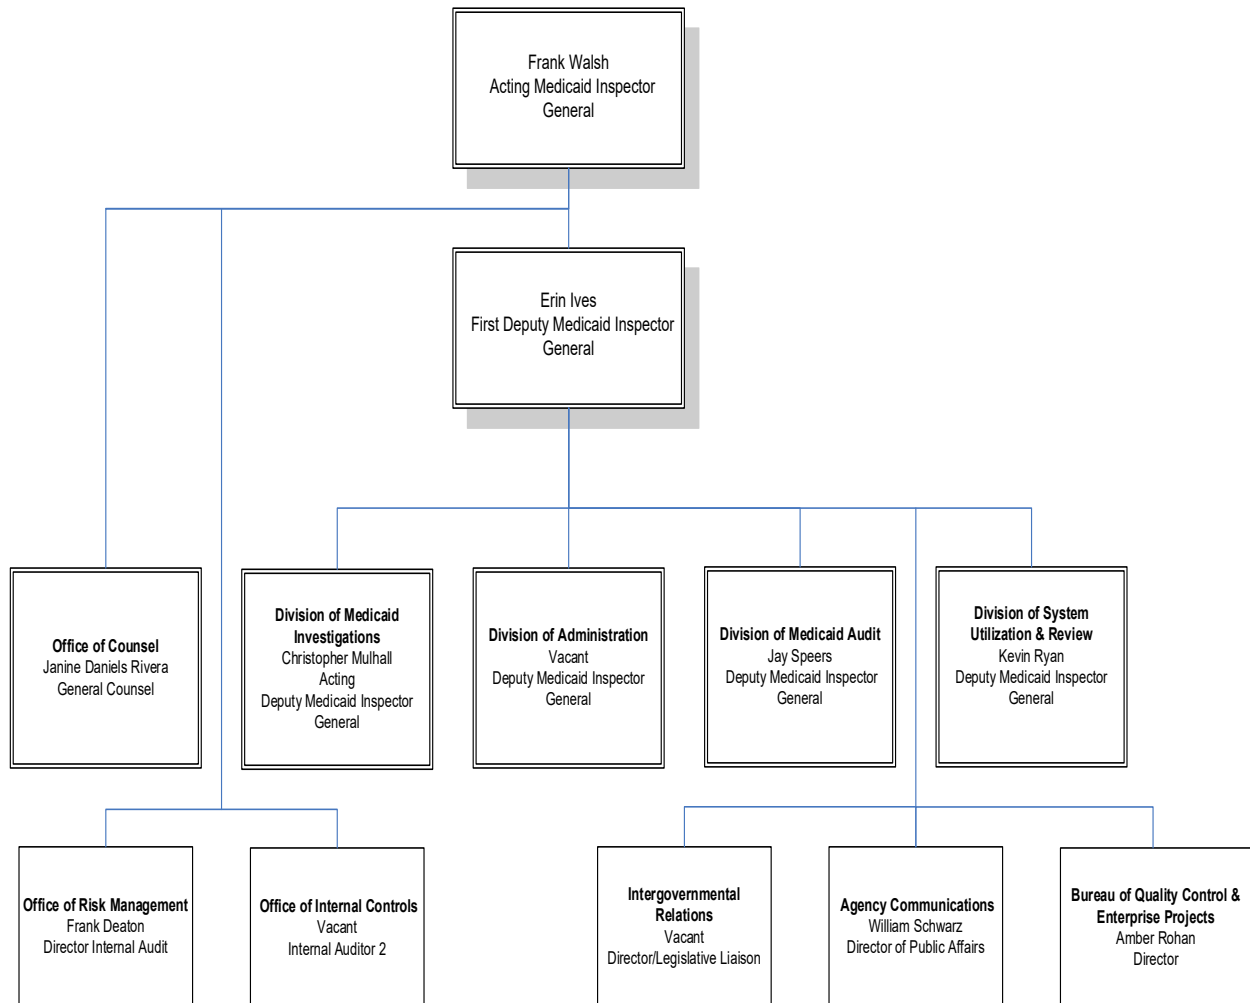 Frank Walsh
Acting Medicaid Inspector
General
Erin Ives
First Deputy Medicaid Inspector
General
Office of Counsel
Janine Daniels Rivera
General Counsel
Division of Medicaid
Investigations
Christopher Mulhall
Acting
Deputy Medicaid Inspector
General
Division of Administration
Vacant
Deputy Medicaid Inspector
General
Division of Medicaid Audit
Jay Speers
Deputy Medicaid Inspector
General
Division of System
Utilization & Review
Kevin Ryan
Deputy Medicaid Inspector
General
Office of Risk Management
Frank Deaton
Director Internal Audit
Office of Internal Controls
Vacant
Internal Auditor 2
Intergovernmental
Relations
Vacant
Director/Legislative Liaison
Agency Communications
William Schwarz
Director of Public Affairs
Bureau of Quality Control &
Enterprise Projects
Amber Rohan
Director